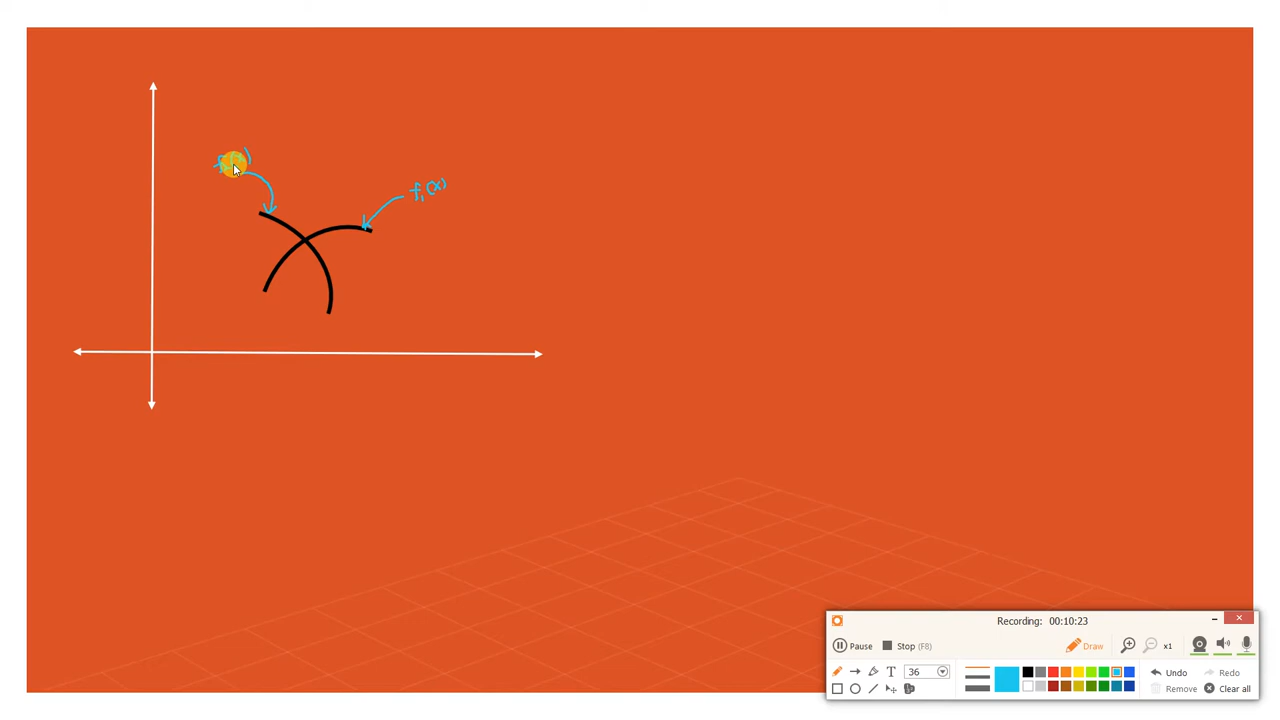 f₁(x)
Recording: 00:10:23
Pause
Stop (F8)
Draw
x1
T
36
Undo
Redo
Remove
Clear all